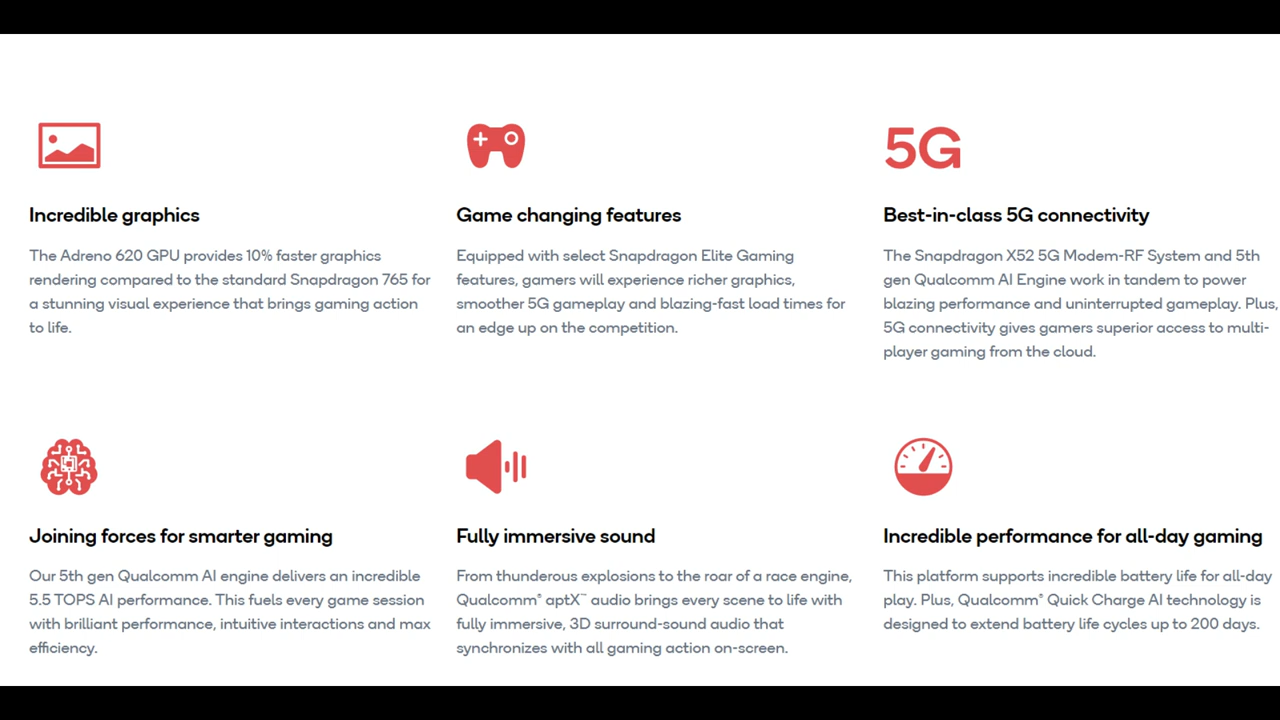 5G
Incredible graphics
The Adreno 620 GPU provides 10% faster graphics
rendering compared to the standard Snapdragon 765 for
a stunning visual experience that brings gaming action
to life.
Game changing features
Equipped with select Snapdragon Elite Gaming
features, gamers will experience richer graphics,
smoother 5G gameplay and blazing-fast load times for
an edge up on the competition.
Best-in-class 5G connectivity
The Snapdragon X52 5G Modem-RF System and 5th
gen Qualcomm AI Engine work in tandem to power
blazing performance and uninterrupted gameplay. Plus,
5G connectivity gives gamers superior access to multi-
player gaming from the cloud.
Joining forces for smarter gaming
Our 5th gen Qualcomm AI engine delivers an incredible
5.5 TOPS AI performance. This fuels every game session
with brilliant performance, intuitive interactions and max
efficiency.
Fully immersive sound
From thunderous explosions to the roar of a race engine,
Qualcomm® aptX™ audio brings every scene to life with
fully immersive, 3D surround-sound audio that
synchronizes with all gaming action on-screen.
Incredible performance for all-day gaming
This platform supports incredible battery life for all-day
play. Plus, Qualcomm® Quick Charge AI technology is
designed to extend battery life cycles up to 200 days.